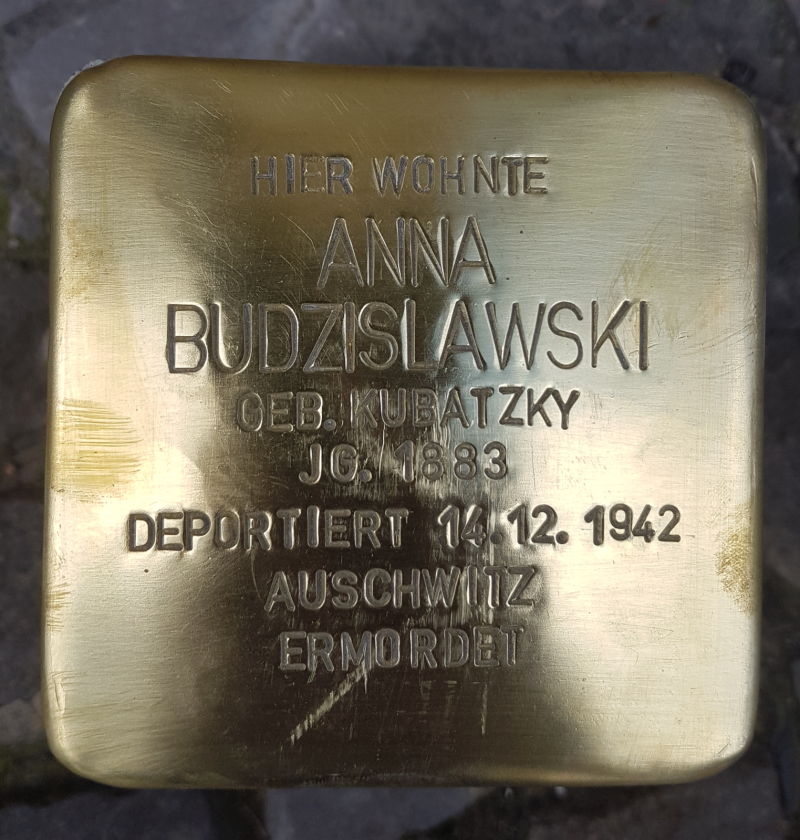 HIER WOHNTE
ANNA
BUDZISLAWSKI
GEB. KUBATZKY
JG. 1883
DEPORTIERT 14.12.1942
AUSCHWITZ
ERMORDET